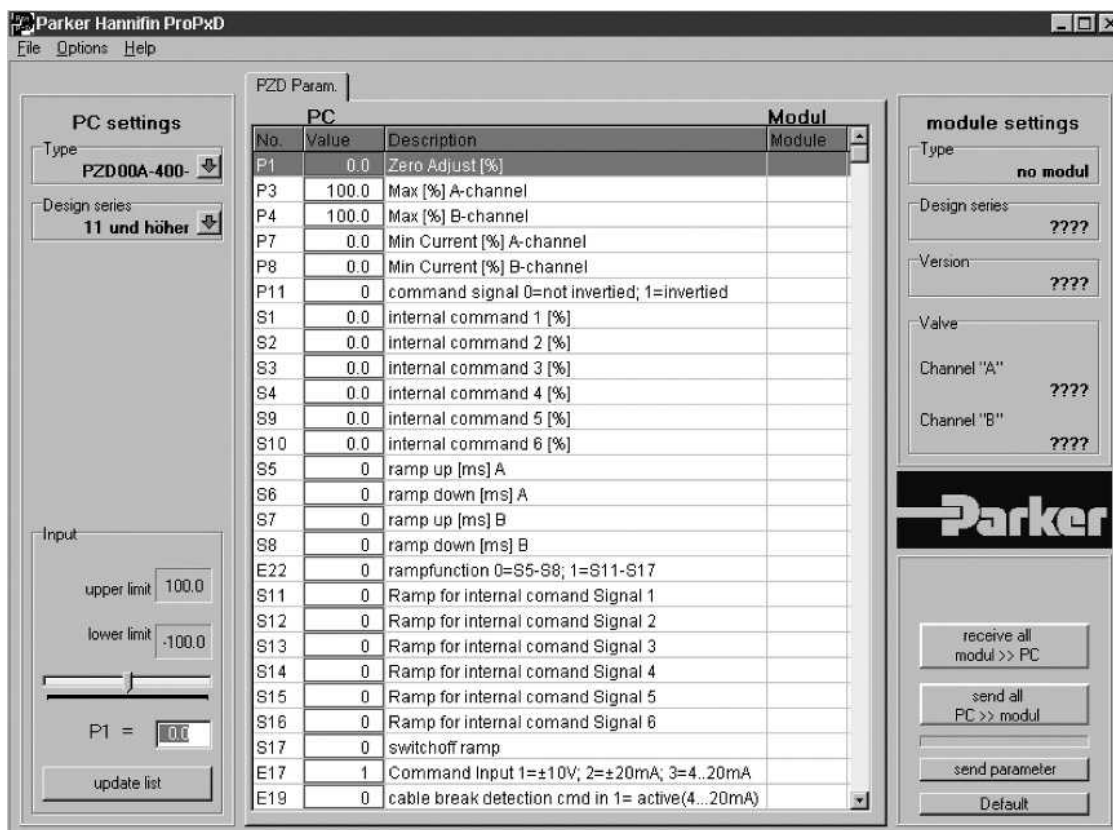 Parker Hannifin ProPxD
File Options Help
PZD Param.
PC settings
Type
PZD00A-400-
Design series
11 und höher
Input
upper limit 100.0
lower limit -100.0
P1 = 0.0
update list
PC Modul
No. Value Description Module
P1 0.0 Zero Adjust [%]
P3 100.0 Max [%] A-channel
P4 100.0 Max [%] B-channel
P7 0.0 Min Current [%] A-channel
P8 0.0 Min Current [%] B-channel
P11 0 command signal 0=not invertied; 1=invertied
S1 0.0 internal command 1 [%]
S2 0.0 internal command 2 [%]
S3 0.0 internal command 3 [%]
S4 0.0 internal command 4 [%]
S9 0.0 internal command 5 [%]
S10 0.0 internal command 6 [%]
S5 0 ramp up [ms] A
S6 0 ramp down [ms] A
S7 0 ramp up [ms] B
S8 0 ramp down [ms] B
E22 0 rampfunction 0=S5-S8; 1=S11-S17
S11 0 Ramp for internal comand Signal 1
S12 0 Ramp for internal comand Signal 2
S13 0 Ramp for internal comand Signal 3
S14 0 Ramp for internal comand Signal 4
S15 0 Ramp for internal comand Signal 5
S16 0 Ramp for internal comand Signal 6
S17 0 switchoff ramp
E17 1 Command Input 1=±10V; 2=±20mA; 3=4..20mA
E19 0 cable break detection cmd in 1= active(4...20mA)
module settings
Type
no modul
Design series
????
Version
????
Valve
Channel "A"
????
Channel "B"
????
Parker
receive all
modul >> PC
send all
PC >> modul
send parameter
Default